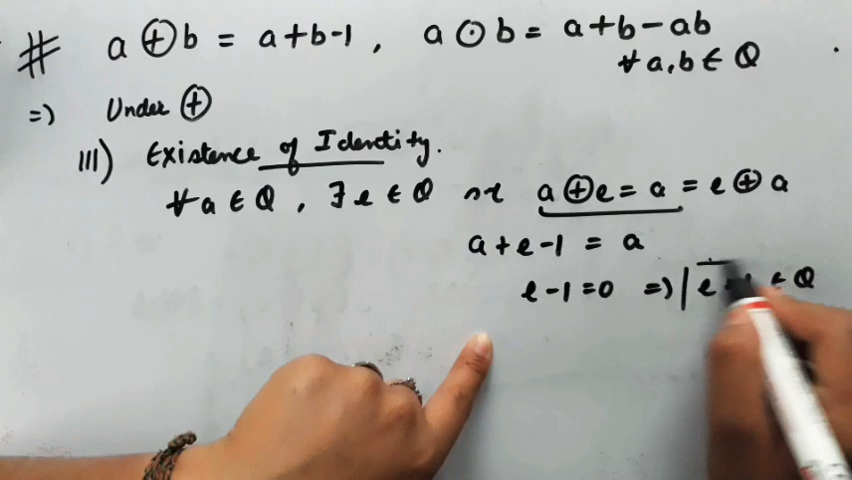 # a ⊕ b = a+b-1 , a ⊙ b = a+b-ab
∀ a,b ∈ Q
=) Under ⊕
III) Existence of Identity.
∀ a ∈ Q , ∃ e ∈ Q st a ⊕ e = a = e ⊕ a
a + e - 1 = a
e - 1 = 0 =) e ∈ Q